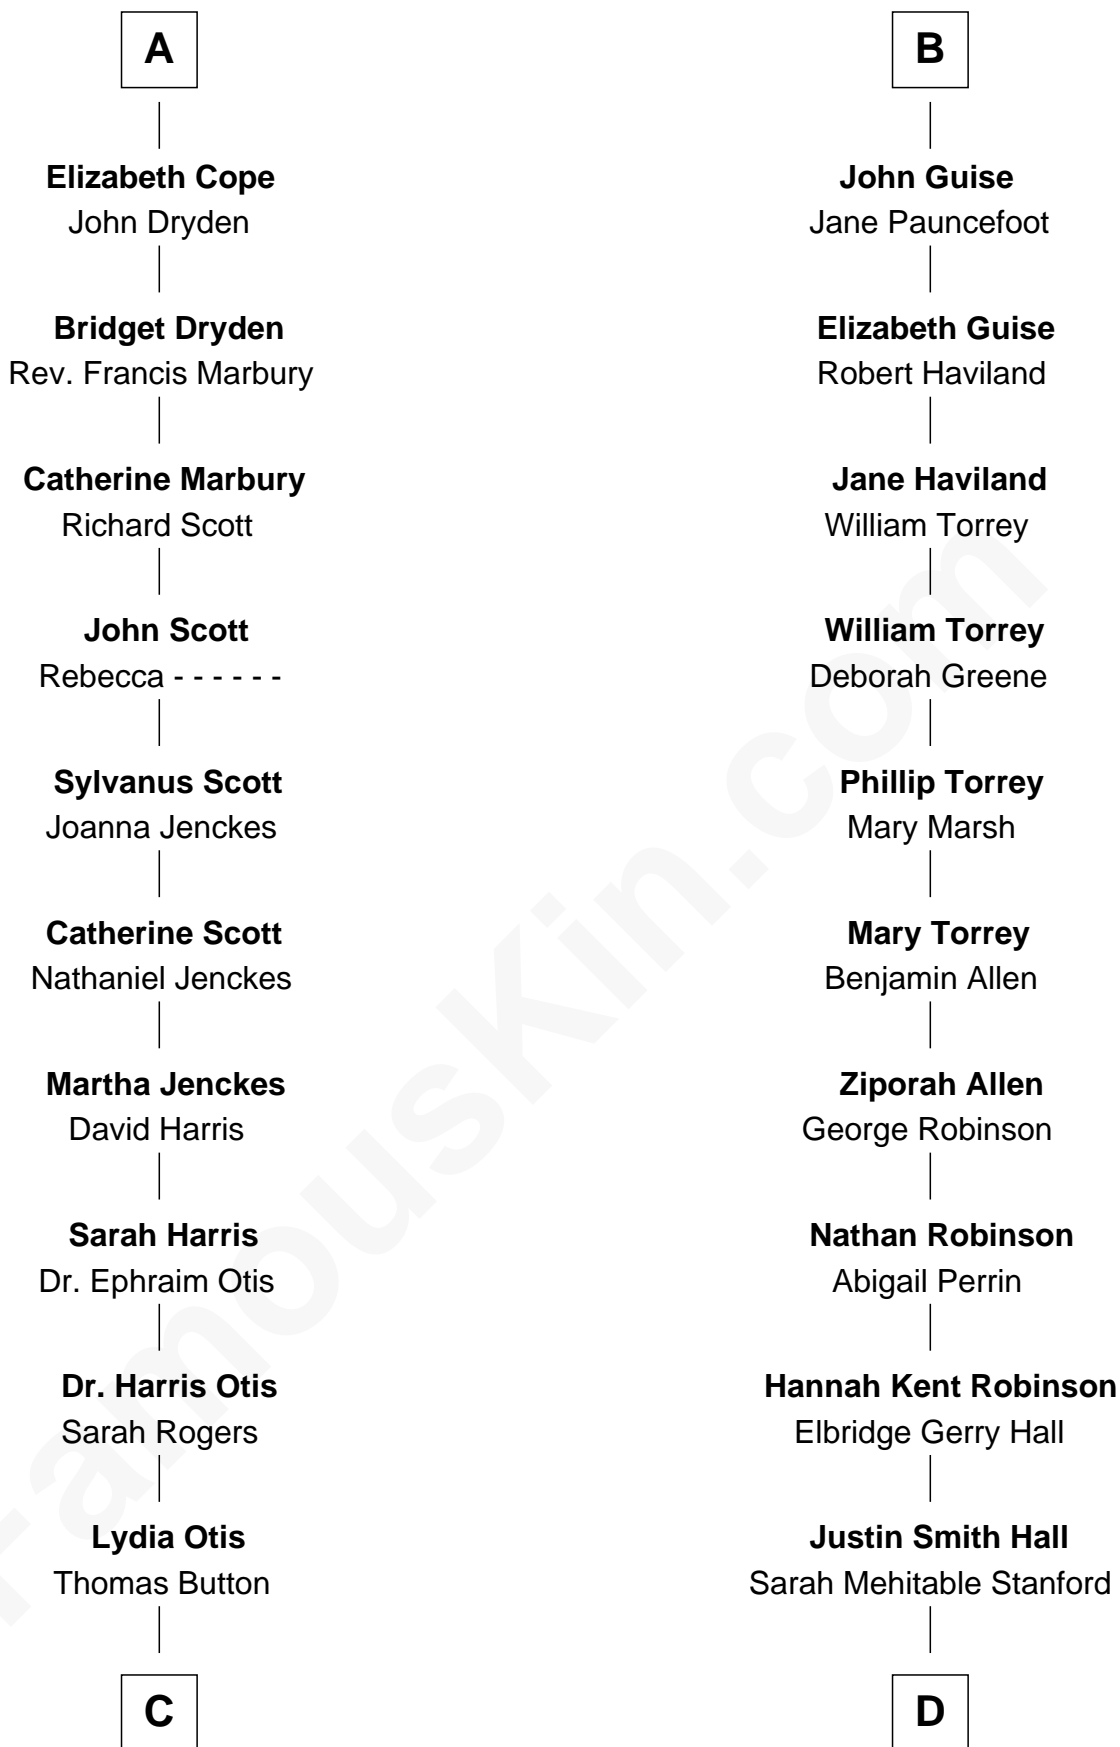 A
Elizabeth Cope
John Dryden
Bridget Dryden
Rev. Francis Marbury
Catherine Marbury
Richard Scott
John Scott
Rebecca - - - - - -
Sylvanus Scott
Joanna Jenckes
Catherine Scott
Nathaniel Jenckes
Martha Jenckes
David Harris
Sarah Harris
Dr. Ephraim Otis
Dr. Harris Otis
Sarah Rogers
Lydia Otis
Thomas Button
C
B
John Guise
Jane Pauncefoot
Elizabeth Guise
Robert Haviland
Jane Haviland
William Torrey
William Torrey
Deborah Greene
Phillip Torrey
Mary Marsh
Mary Torrey
Benjamin Allen
Ziporah Allen
George Robinson
Nathan Robinson
Abigail Perrin
Hannah Kent Robinson
Elbridge Gerry Hall
Justin Smith Hall
Sarah Mehitable Stanford
D
FamousKin.com